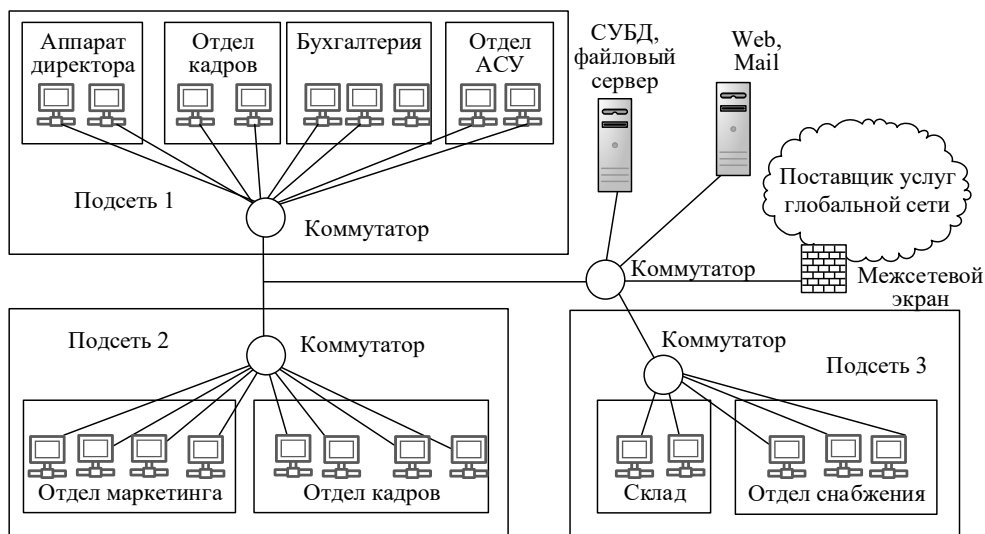 Аппарат
директора
Отдел
кадров
Бухгалтерия
Отдел
АСУ
Подсеть 1
Коммутатор
СУБД,
файловый
сервер
Web,
Mail
Поставщик услуг
глобальной сети
Коммутатор
Межсетевой
экран
Подсеть 2
Коммутатор
Отдел маркетинга
Отдел кадров
Коммутатор
Подсеть 3
Склад
Отдел снабжения